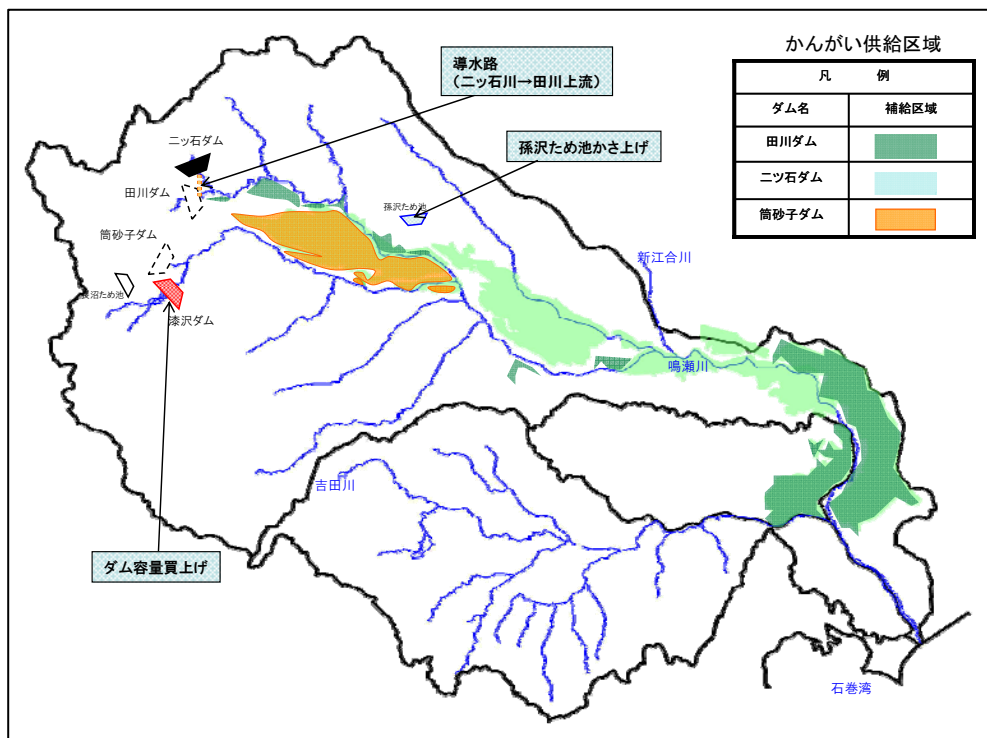 かんがい供給区域
凡 例
ダム名 補給区域
田川ダム
二ツ石ダム
筒砂子ダム
導水路
(二ッ石川→田川上流)
孫沢ため池かさ上げ
二ッ石ダム
田川ダム
孫沢ため池
筒砂子ダム
新江合川
沼ため池
漆沢ダム
鳴瀬川
吉田川
ダム容量買上げ
石巻湾